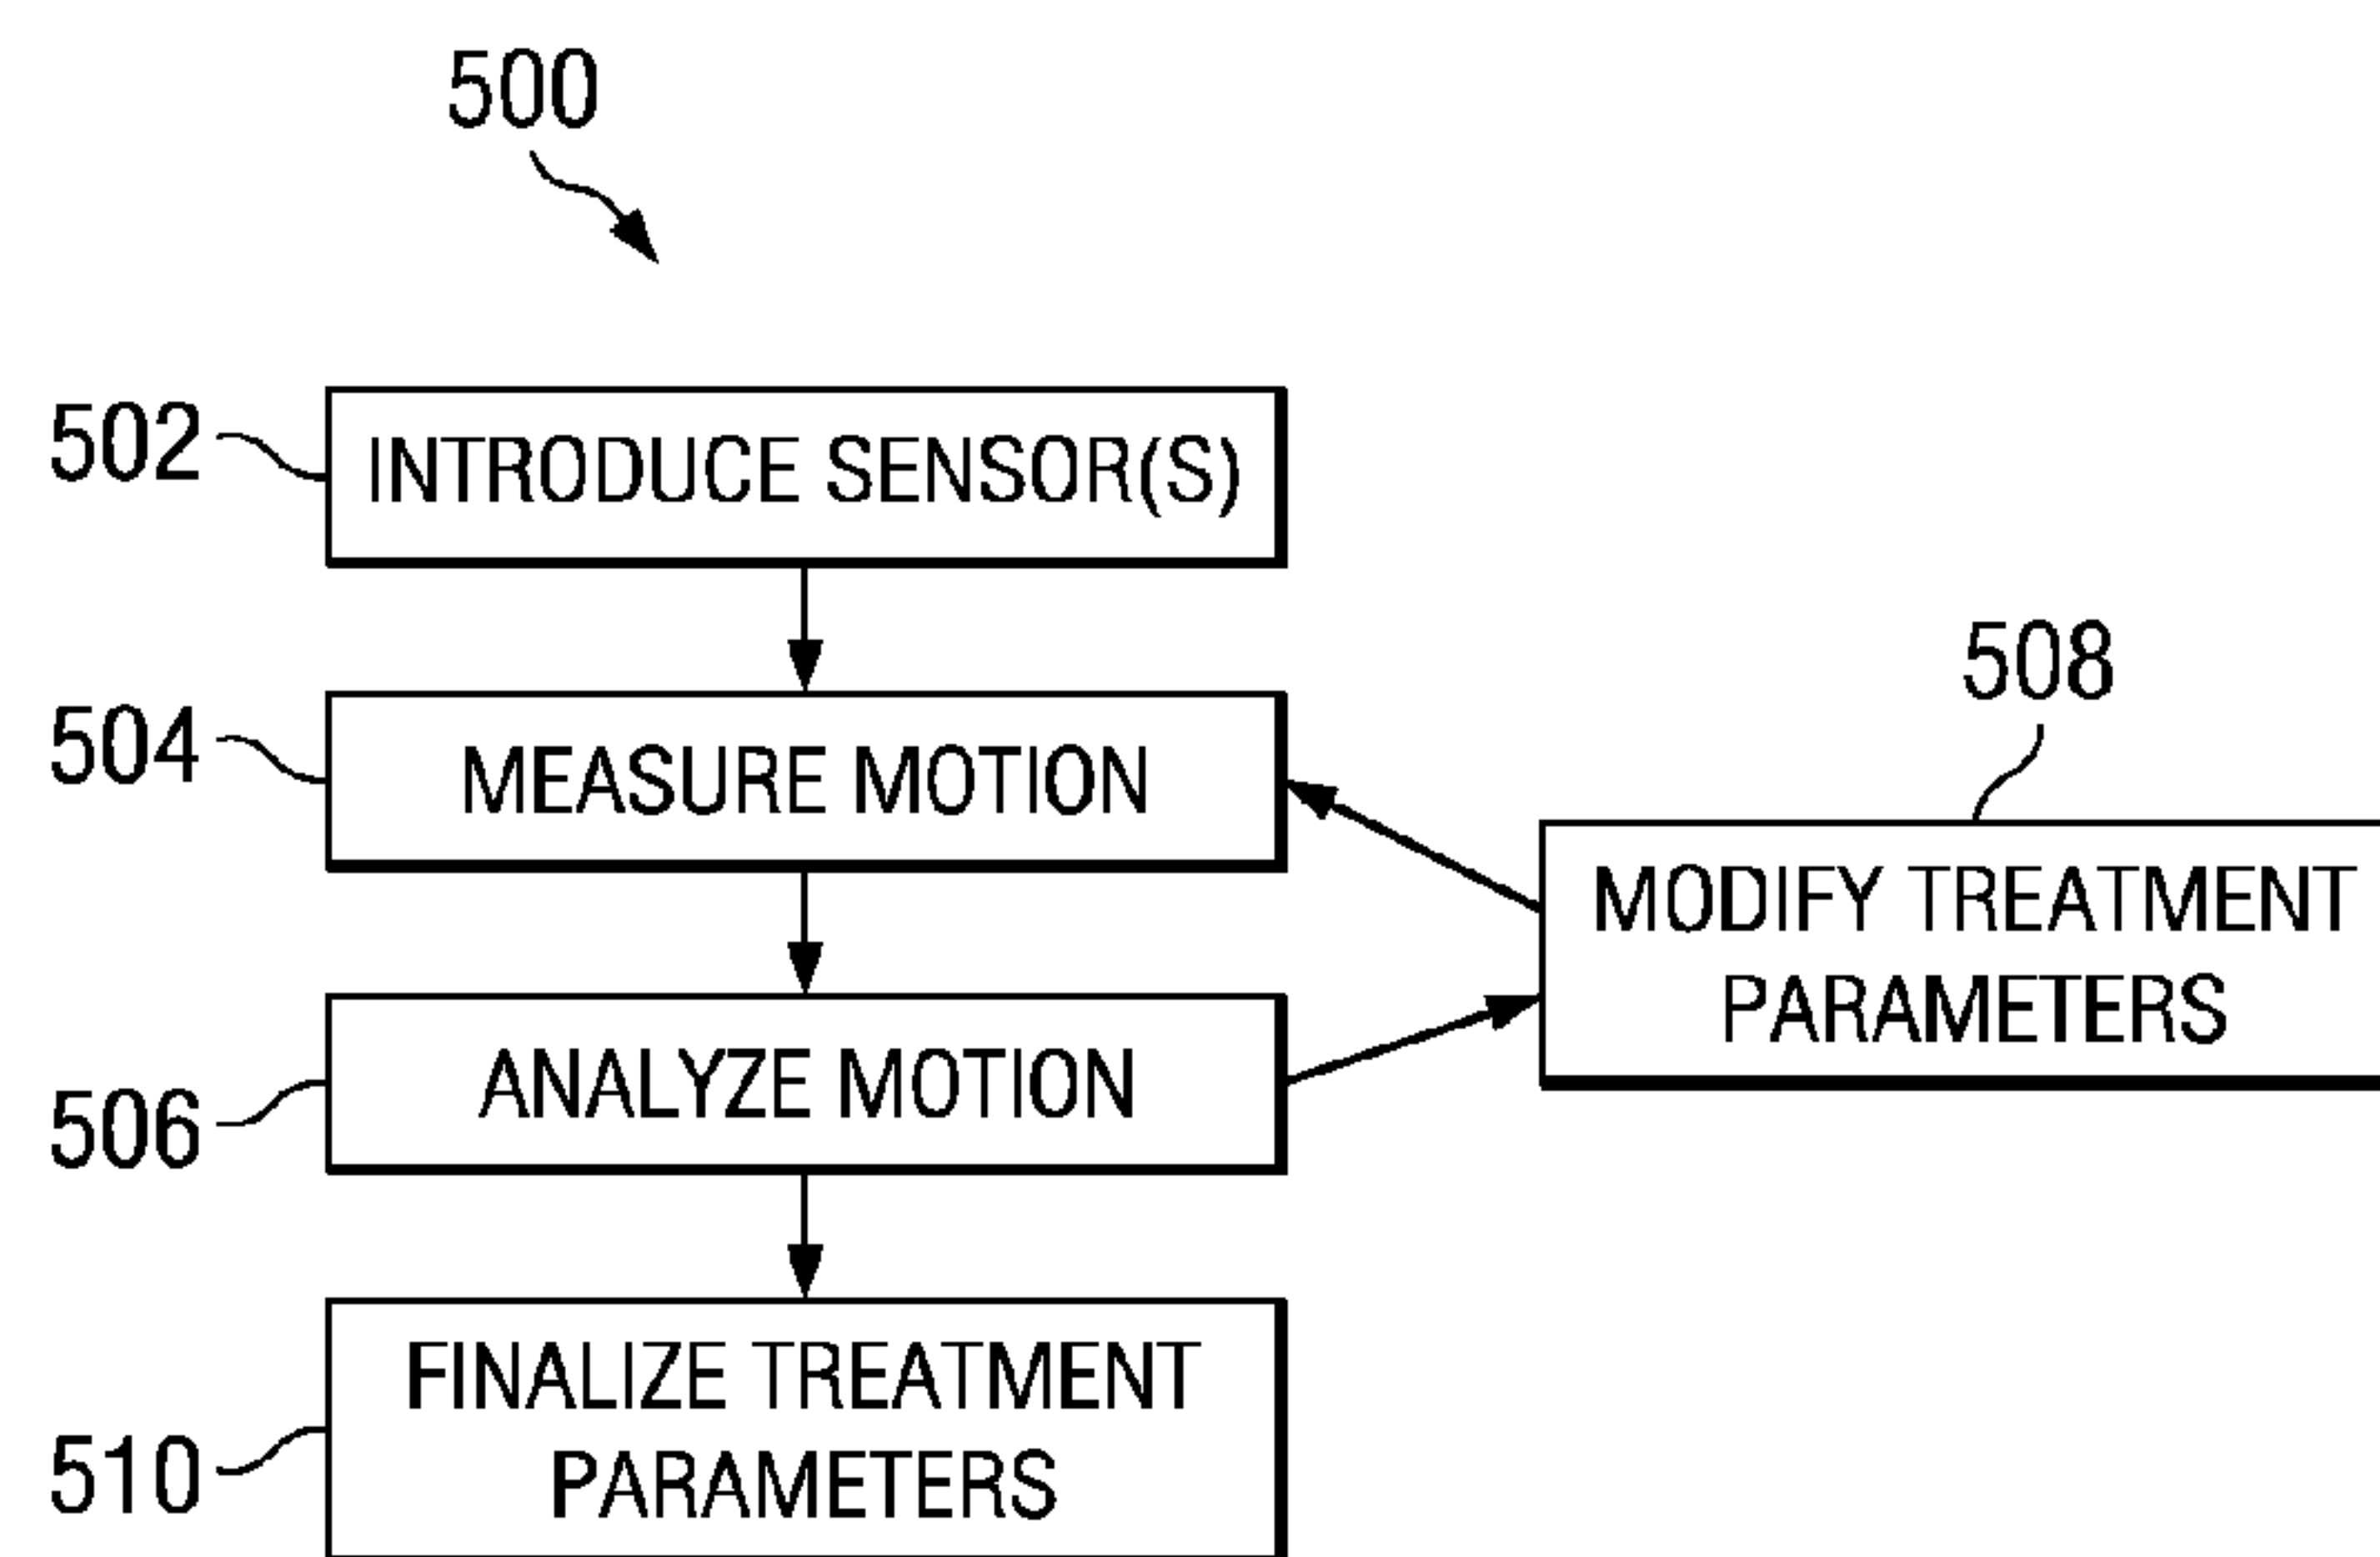 500
502
INTRODUCE SENSOR(S)
504
MEASURE MOTION
508
MODIFY TREATMENT
PARAMETERS
506
ANALYZE MOTION
510
FINALIZE TREATMENT
PARAMETERS